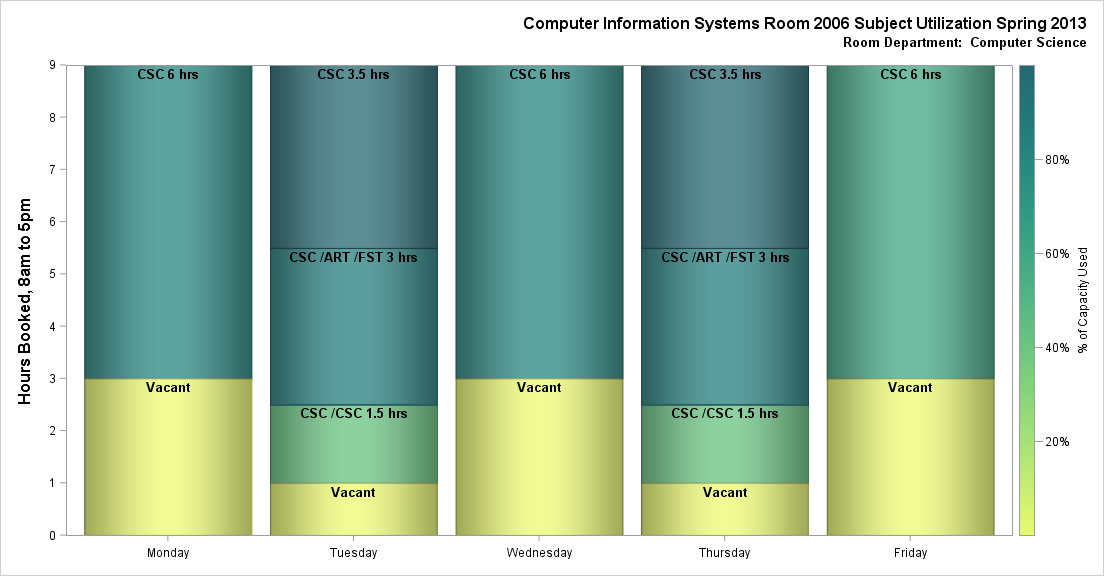 Computer Information Systems Room 2006 Subject Utilization Spring 2013
Room Department:  Computer Science
Hours Booked, 8am to 5pm
9
8
7
6
5
4
3
2
1
0
CSC 6 hrs
Vacant
CSC 3.5 hrs
CSC /ART /FST 3 hrs
CSC /CSC 1.5 hrs
Vacant
CSC 6 hrs
Vacant
CSC 3.5 hrs
CSC /ART /FST 3 hrs
CSC /CSC 1.5 hrs
Vacant
CSC 6 hrs
Vacant
Monday
Tuesday
Wednesday
Thursday
Friday
80%
60%
40%
20%
% of Capacity Used